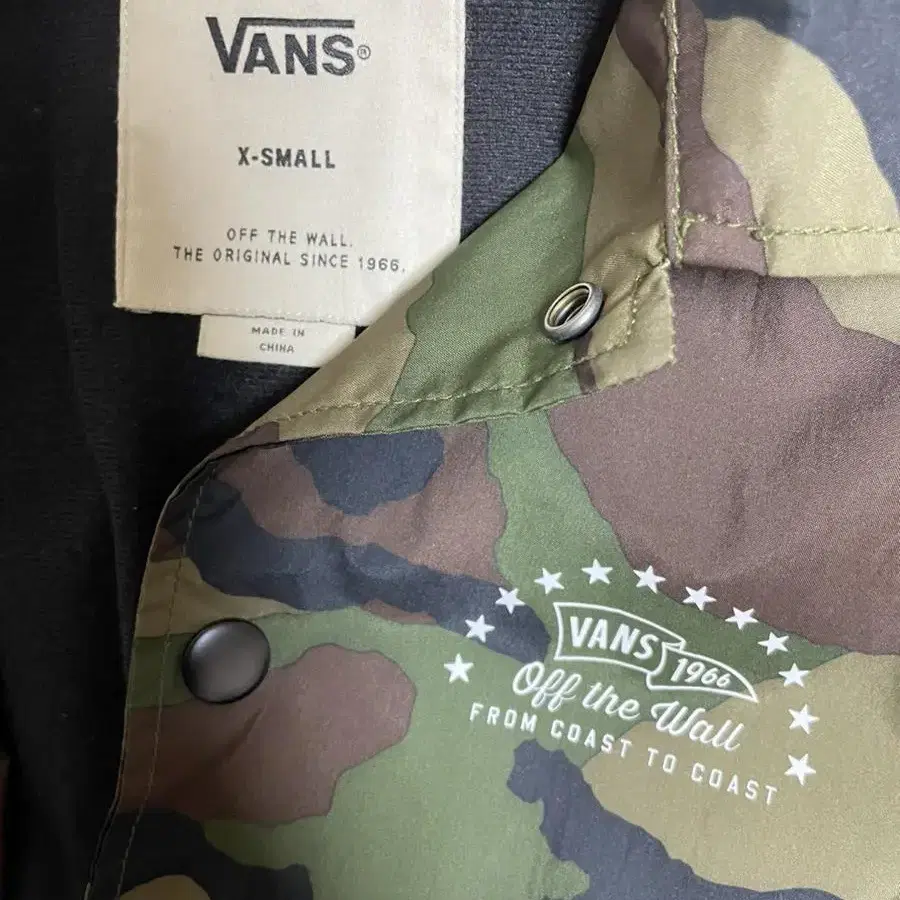 VANS®
X-SMALL
OFF THE WALL.
THE ORIGINAL SINCE 1966.
MADE IN
CHINA
VANS
1966
Off the Wall
FROM COAST TO COAST